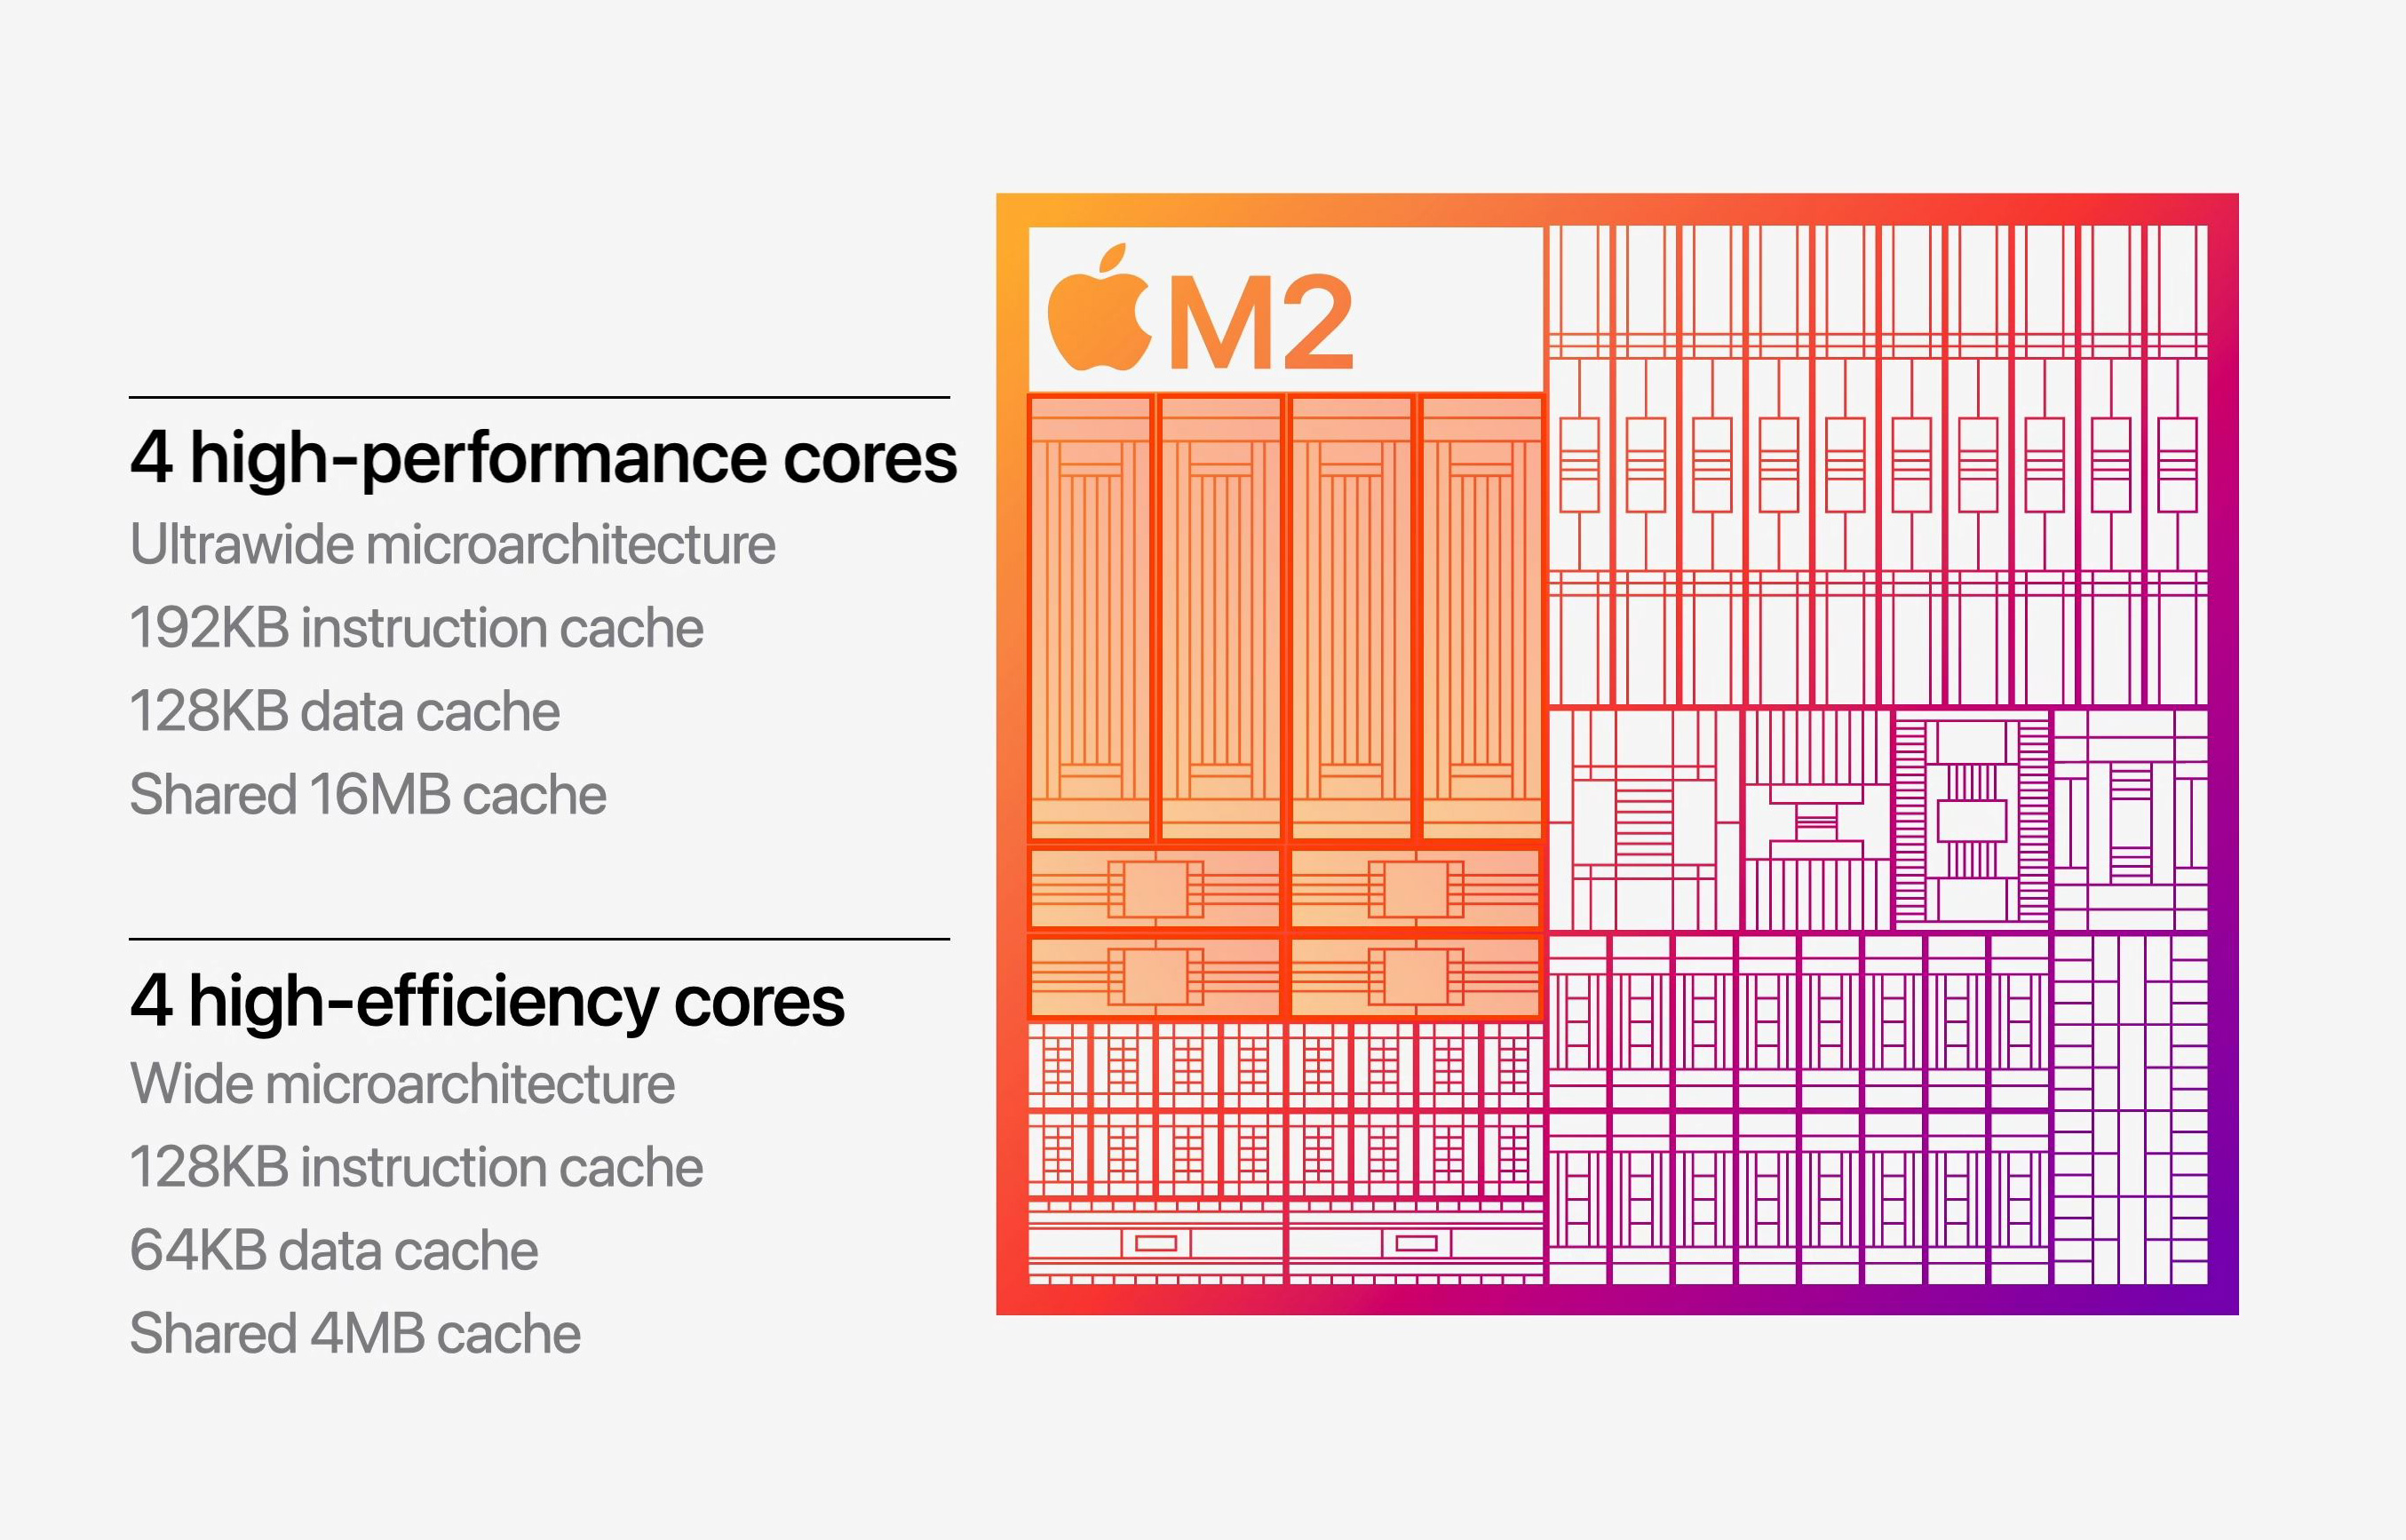 4 high-performance cores
Ultrawide microarchitecture
192KB instruction cache
128KB data cache
Shared 16MB cache
4 high-efficiency cores
Wide microarchitecture
128KB instruction cache
64KB data cache
Shared 4MB cache
M2